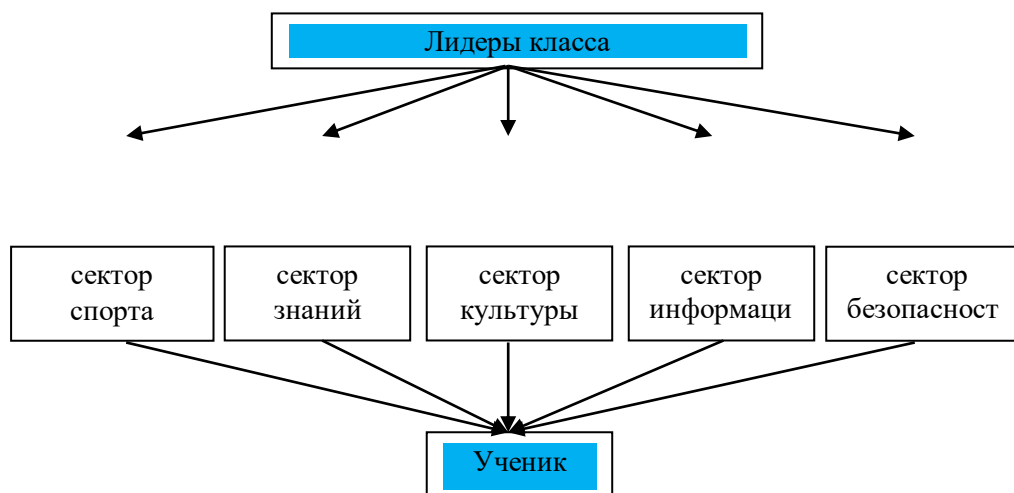 Лидеры класса
сектор
спорта
сектор
знаний
сектор
культуры
сектор
информаци
сектор
безопасност
Ученик